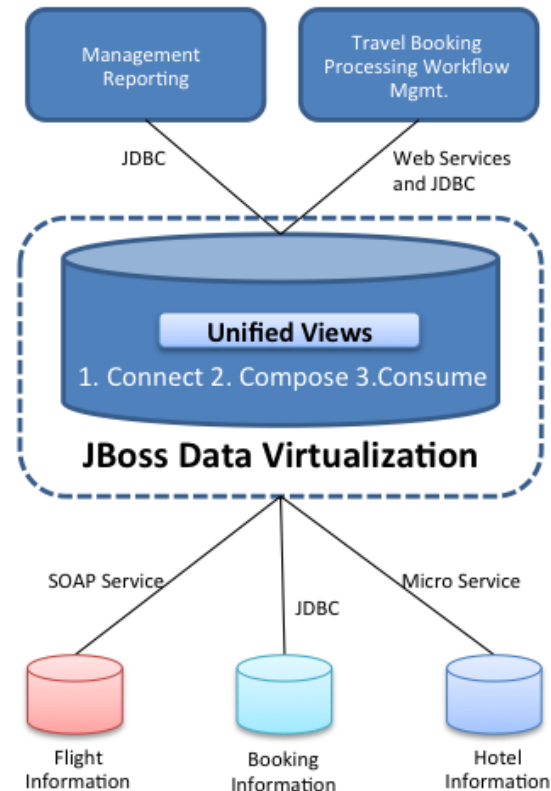 Management
Reporting
Travel Booking
Processing Workflow
Mgmt.
JDBC
Web Services
and JDBC
Unified Views
1. Connect 2. Compose 3.Consume
JBoss Data Virtualization
SOAP Service
JDBC
Micro Service
Flight
Information
Booking
Information
Hotel
Information